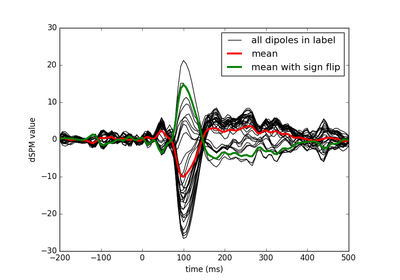 30
20
10
0
−10
−20
−30
−200 −100 0 100 200 300 400 500
time (ms)
dSPM value
all dipoles in label
mean
mean with sign flip